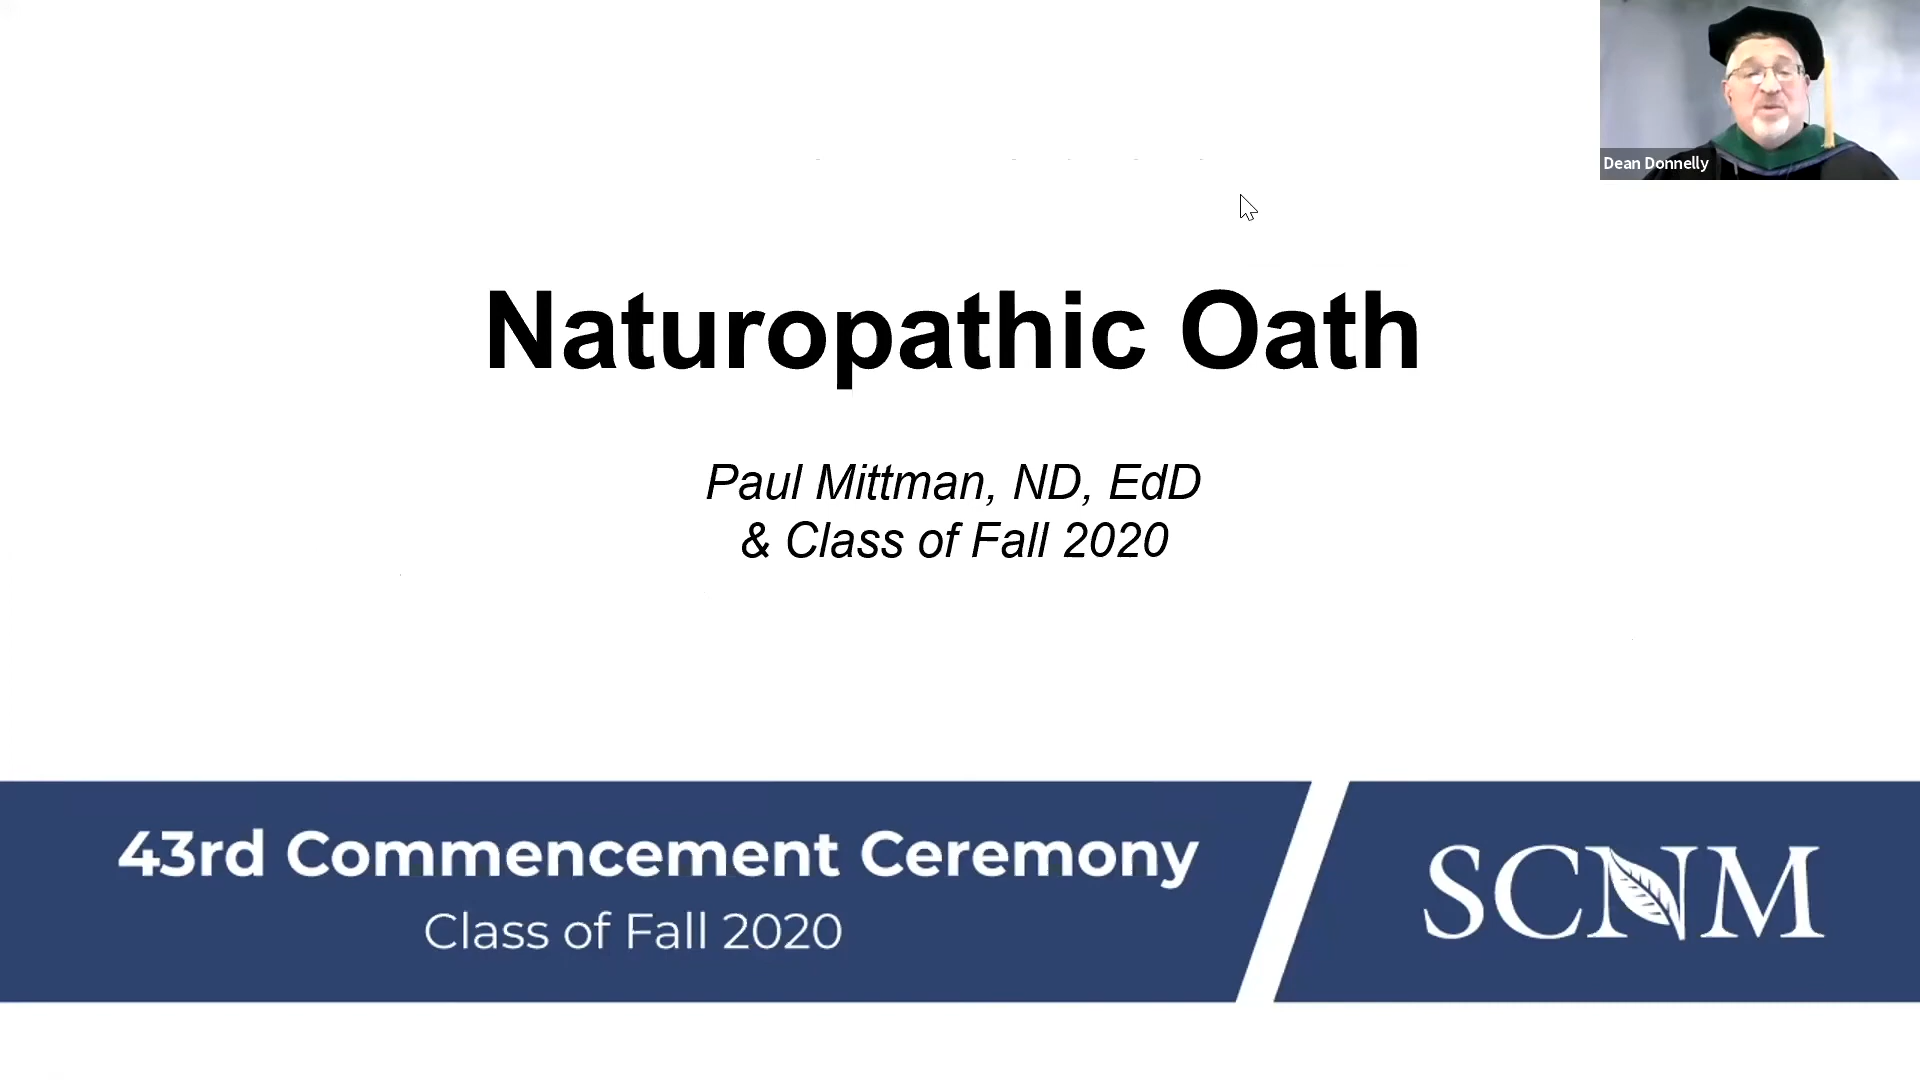 Dean Donnelly
Naturopathic Oath
Paul Mittman, ND, EdD
& Class of Fall 2020
43rd Commencement Ceremony
Class of Fall 2020
SCNM